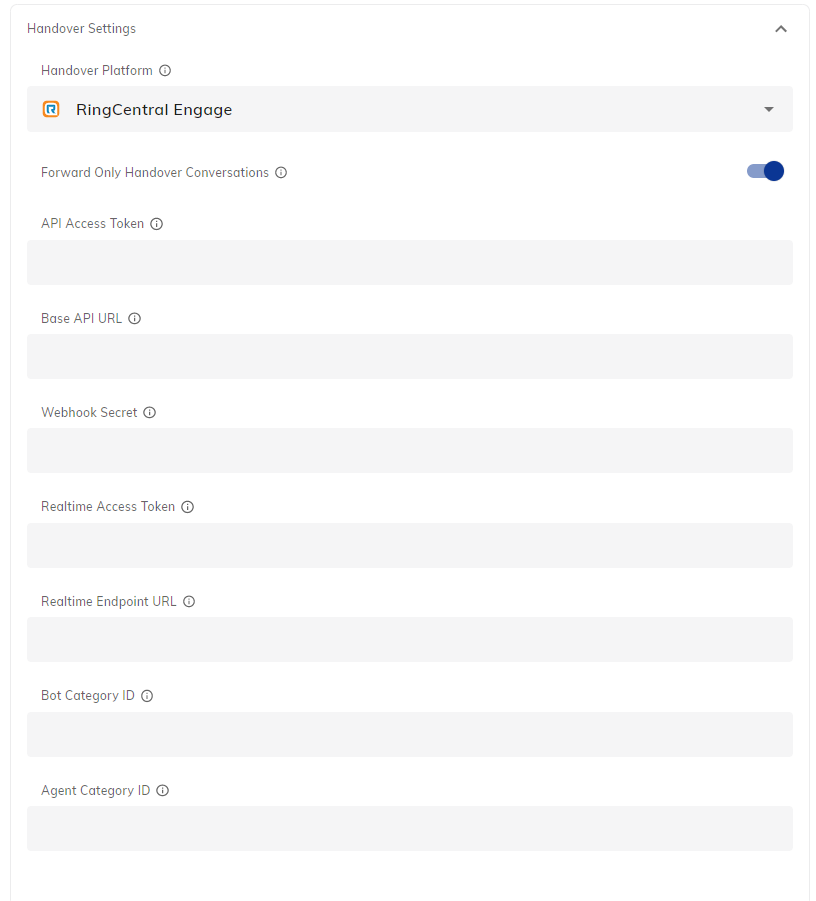 Handover Settings
Handover Platform
RingCentral Engage
Forward Only Handover Conversations
API Access Token
Base API URL
Webhook Secret
Realtime Access Token
Realtime Endpoint URL
Bot Category ID
Agent Category ID